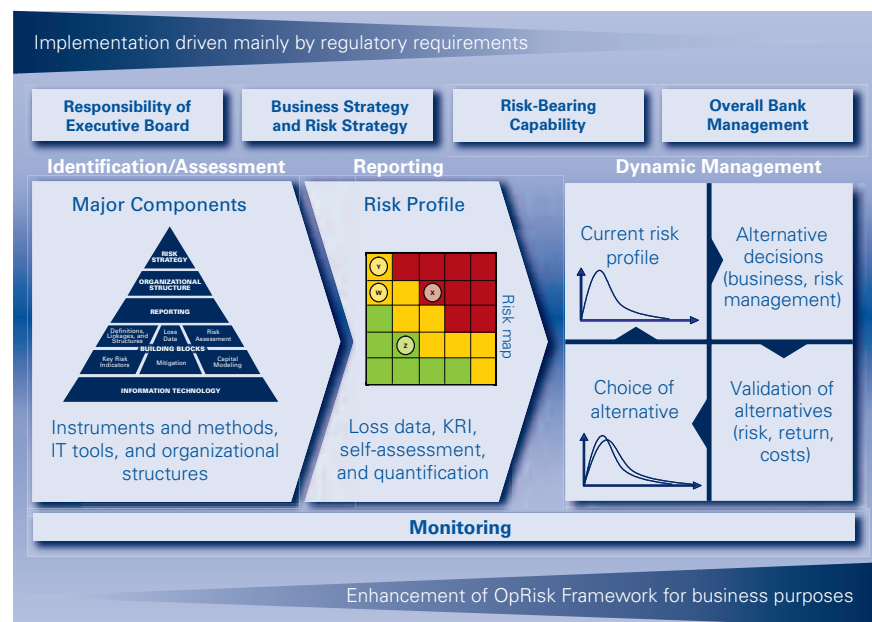 Implementation driven mainly by regulatory requirements
Responsibility of
Executive Board
Business Strategy
and Risk Strategy
Risk-Bearing
Capability
Overall Bank
Management
Identification/Assessment
Reporting
Dynamic Management
Major Components
RISK
STRATEGY
ORGANIZATIONAL
STRUCTURE
REPORTING
Definitions,
Linkages, and
Structures
Loss
Data
Risk
Assessment
BUILDING BLOCKS
Key Risk
Indicators
Mitigation
Capital
Modeling
INFORMATION TECHNOLOGY
Instruments and methods,
IT tools, and organizational
structures
Risk Profile
Y
W
X
Z
Risk map
Loss data, KRI,
self-assessment,
and quantification
Current risk
profile
Alternative
decisions
(business, risk
management)
Choice of
alternative
Validation of
alternatives
(risk, return,
costs)
Monitoring
Enhancement of OpRisk Framework for business purposes